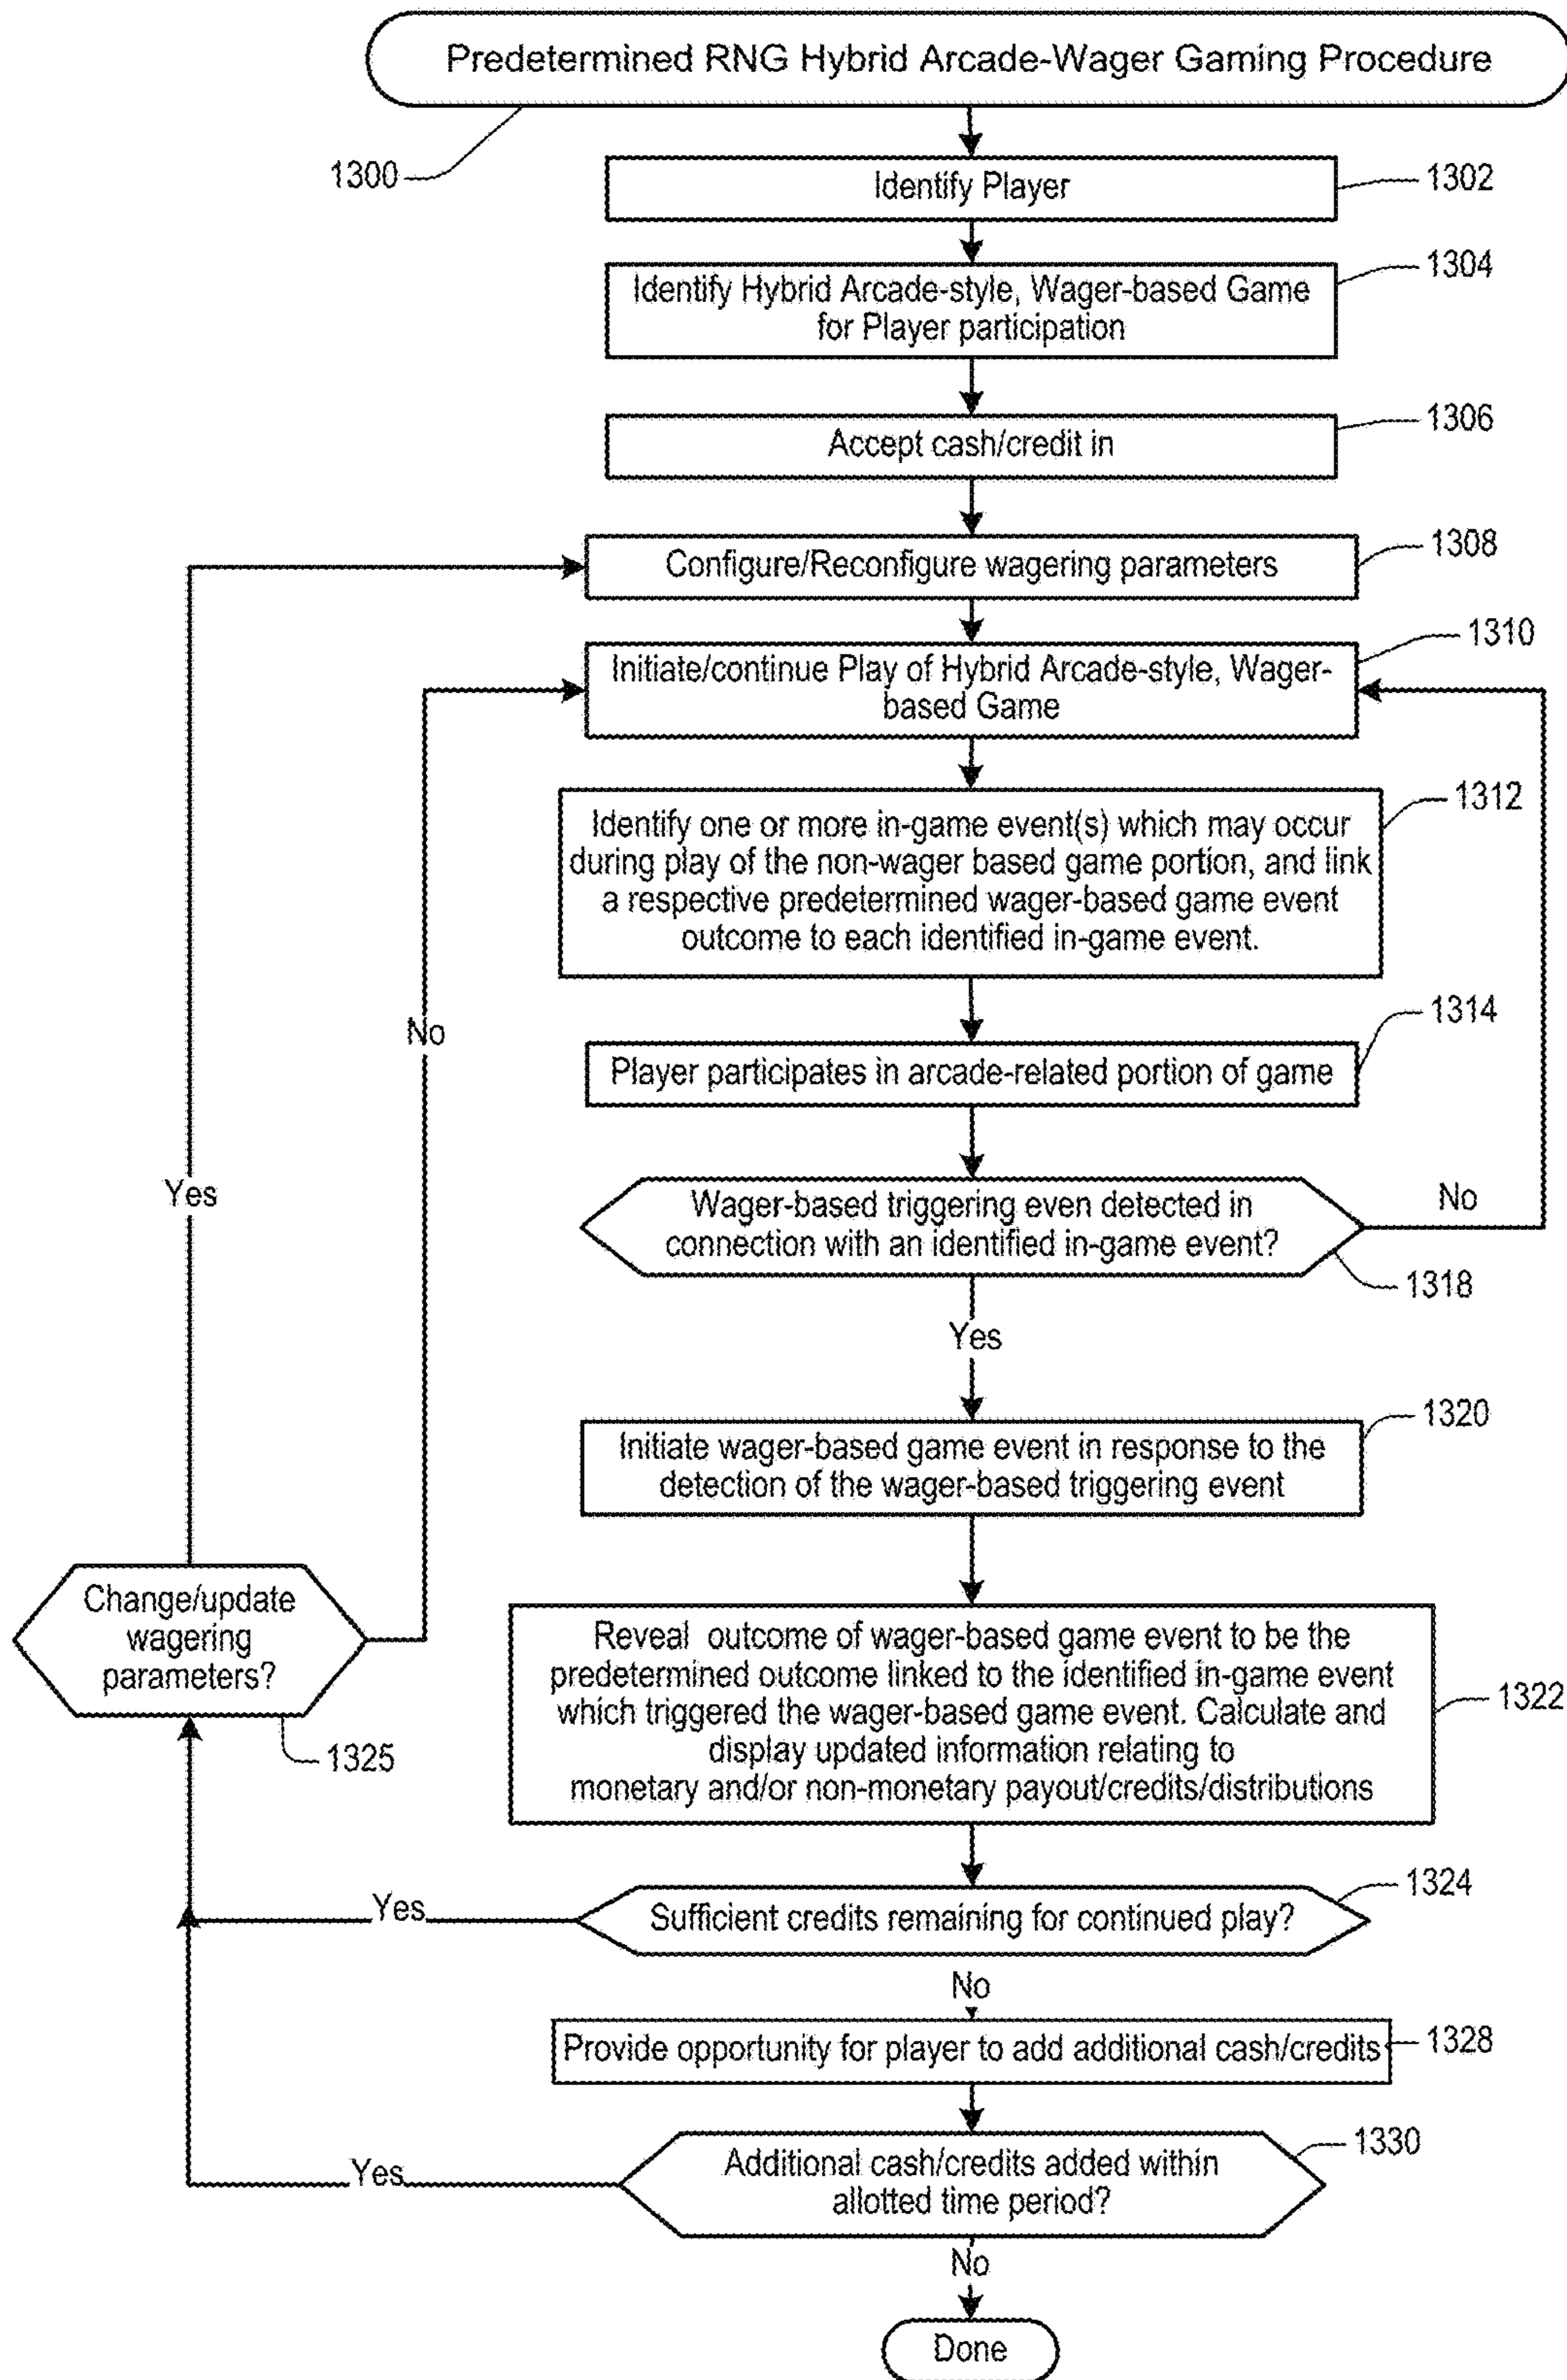 Predetermined RNG Hybrid Arcade-Wager Gaming Procedure
1300
Identify Player
1302
Identify Hybrid Arcade-style, Wager-based Game
for Player participation
1304
Accept cash/credit in
1306
Configure/Reconfigure wagering parameters
1308
Initiate/continue Play of Hybrid Arcade-style, Wager-
based Game
1310
Identify one or more in-game event(s) which may occur
during play of the non-wager based game portion, and link
a respective predetermined wager-based game event
outcome to each identified in-game event.
1312
No
Player participates in arcade-related portion of game
1314
Yes
Wager-based triggering even detected in
connection with an identified in-game event?
No
1318
Yes
Initiate wager-based game event in response to the
detection of the wager-based triggering event
1320
Change/update
wagering
parameters?
1325
Reveal outcome of wager-based game event to be the
predetermined outcome linked to the identified in-game event
which triggered the wager-based game event. Calculate and
display updated information relating to
monetary and/or non-monetary payout/credits/distributions
1322
Yes
Sufficient credits remaining for continued play?
1324
No
Provide opportunity for player to add additional cash/credits
1328
Yes
Additional cash/credits added within
allotted time period?
1330
No
Done